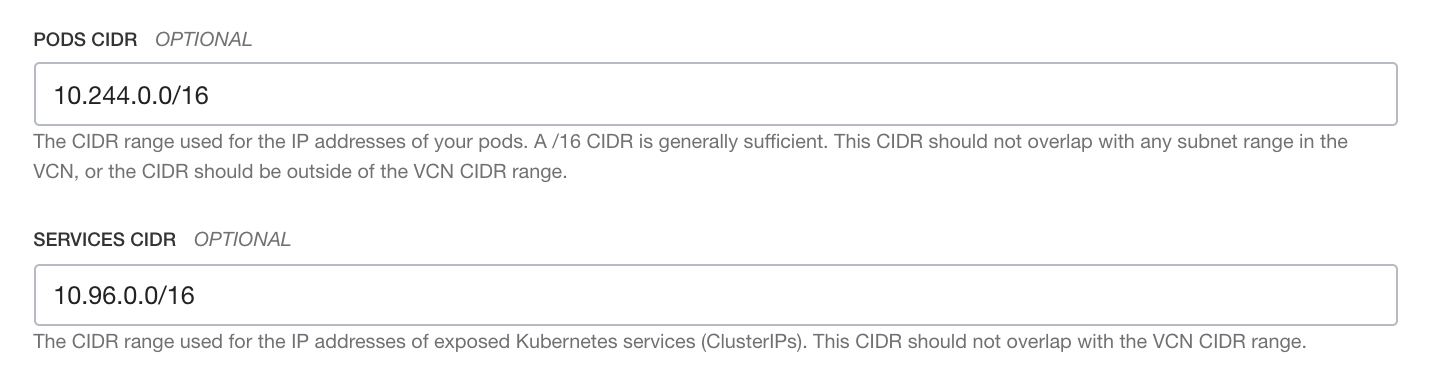 PODS CIDR OPTIONAL
10.244.0.0/16
The CIDR range used for the IP addresses of your pods. A /16 CIDR is generally sufficient. This CIDR should not overlap with any subnet range in the
VCN, or the CIDR should be outside of the VCN CIDR range.
SERVICES CIDR OPTIONAL
10.96.0.0/16
The CIDR range used for the IP addresses of exposed Kubernetes services (ClusterIPs). This CIDR should not overlap with the VCN CIDR range.